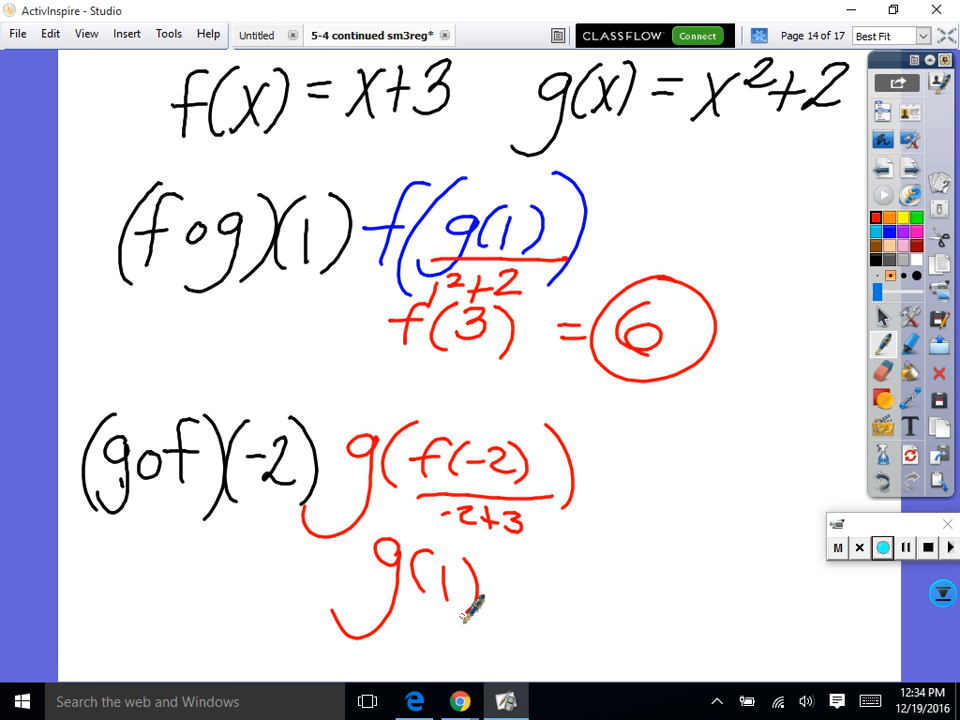 ActivInspire - Studio
File Edit View Insert Tools Help Untitled 5-4 continued sm3reg* CLASSFLOW Connect Page 14 of 17 Best Fit
f(x) = x+3 g(x) = x²+2
(fog)(1) f(g(1))
1²+2
f(3) = 6
(gof)(-2) g(f(-2))
-2+3
g(1)
M
Search the web and Windows
12:34 PM
12/19/2016